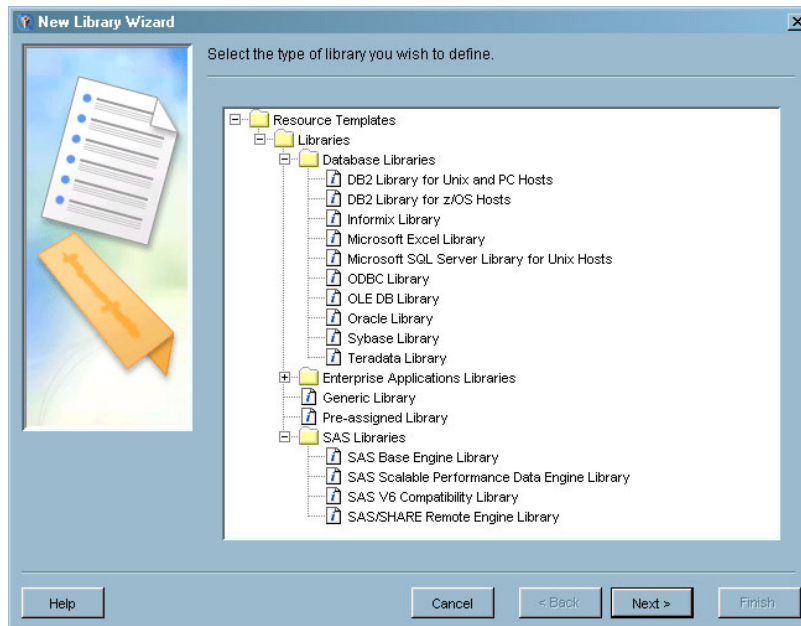 New Library Wizard
Select the type of library you wish to define.
Resource Templates
Libraries
Database Libraries
DB2 Library for Unix and PC Hosts
DB2 Library for z/OS Hosts
Informix Library
Microsoft Excel Library
Microsoft SQL Server Library for Unix Hosts
ODBC Library
OLE DB Library
Oracle Library
Sybase Library
Teradata Library
Enterprise Applications Libraries
Generic Library
Pre-assigned Library
SAS Libraries
SAS Base Engine Library
SAS Scalable Performance Data Engine Library
SAS V6 Compatibility Library
SAS/SHARE Remote Engine Library
Help
Cancel
< Back
Next >
Finish